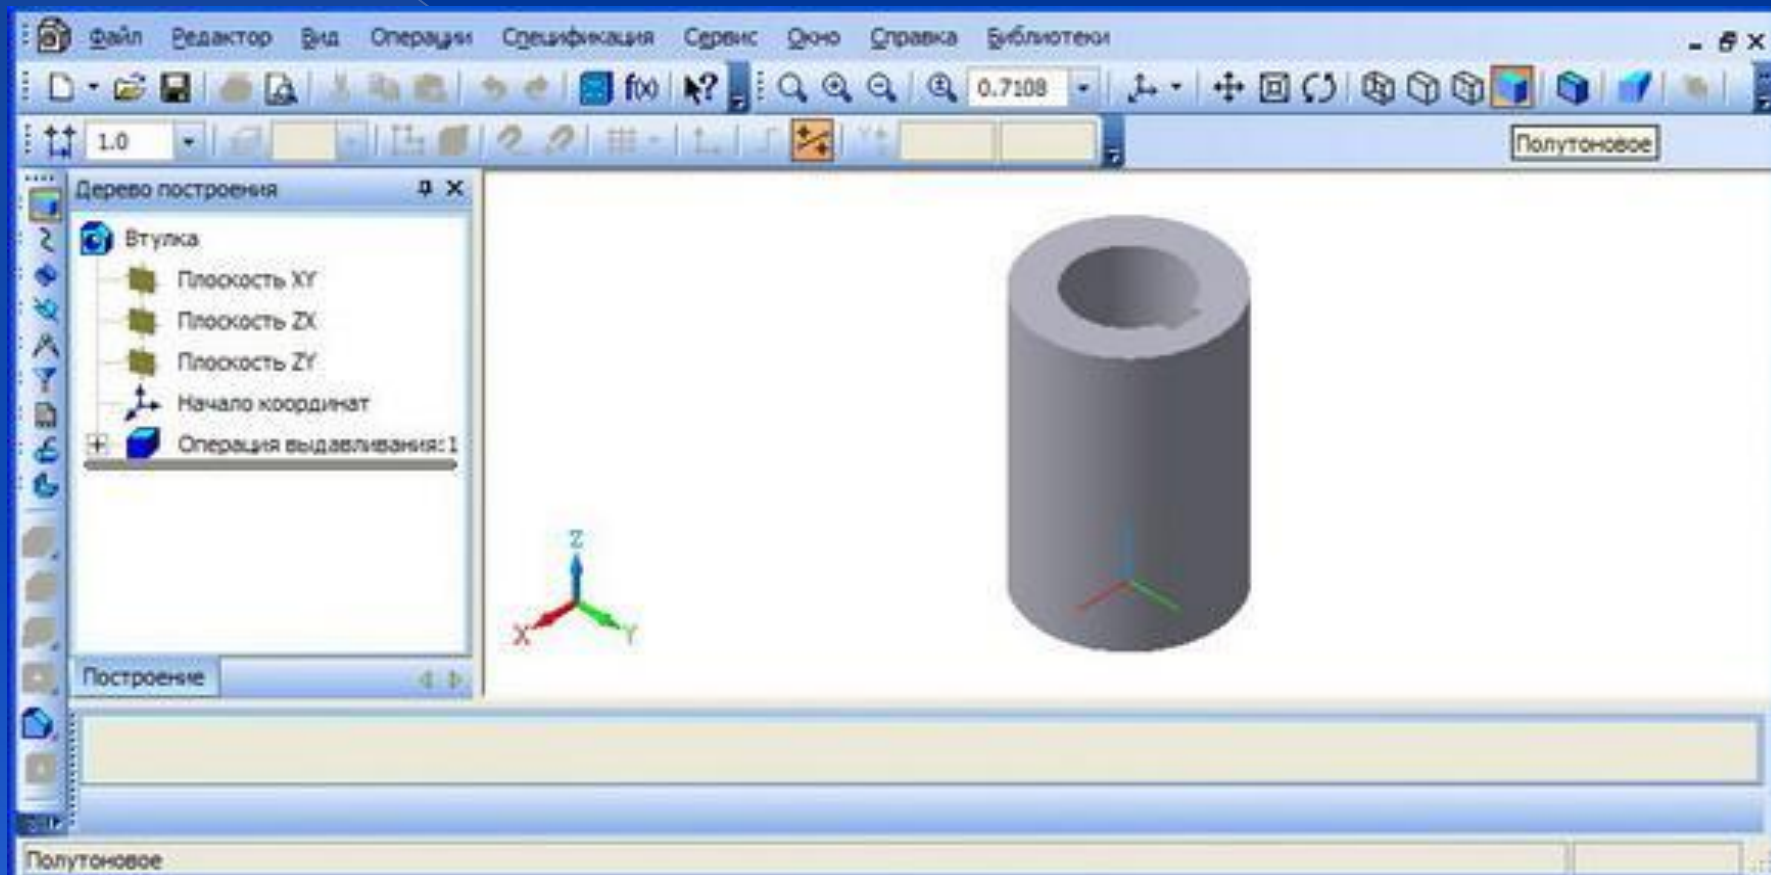 Файл Редактор Вид Операции Спецификация Сервис Окно Справка Библиотеки
f(x) 0.7108
1.0
Полутоновое
Дерево построения
Втулка
Плоскость XY
Плоскость ZX
Плоскость ZY
Начало координат
Операция выдавливания:1
Z
X Y
Построение
Полутоновое